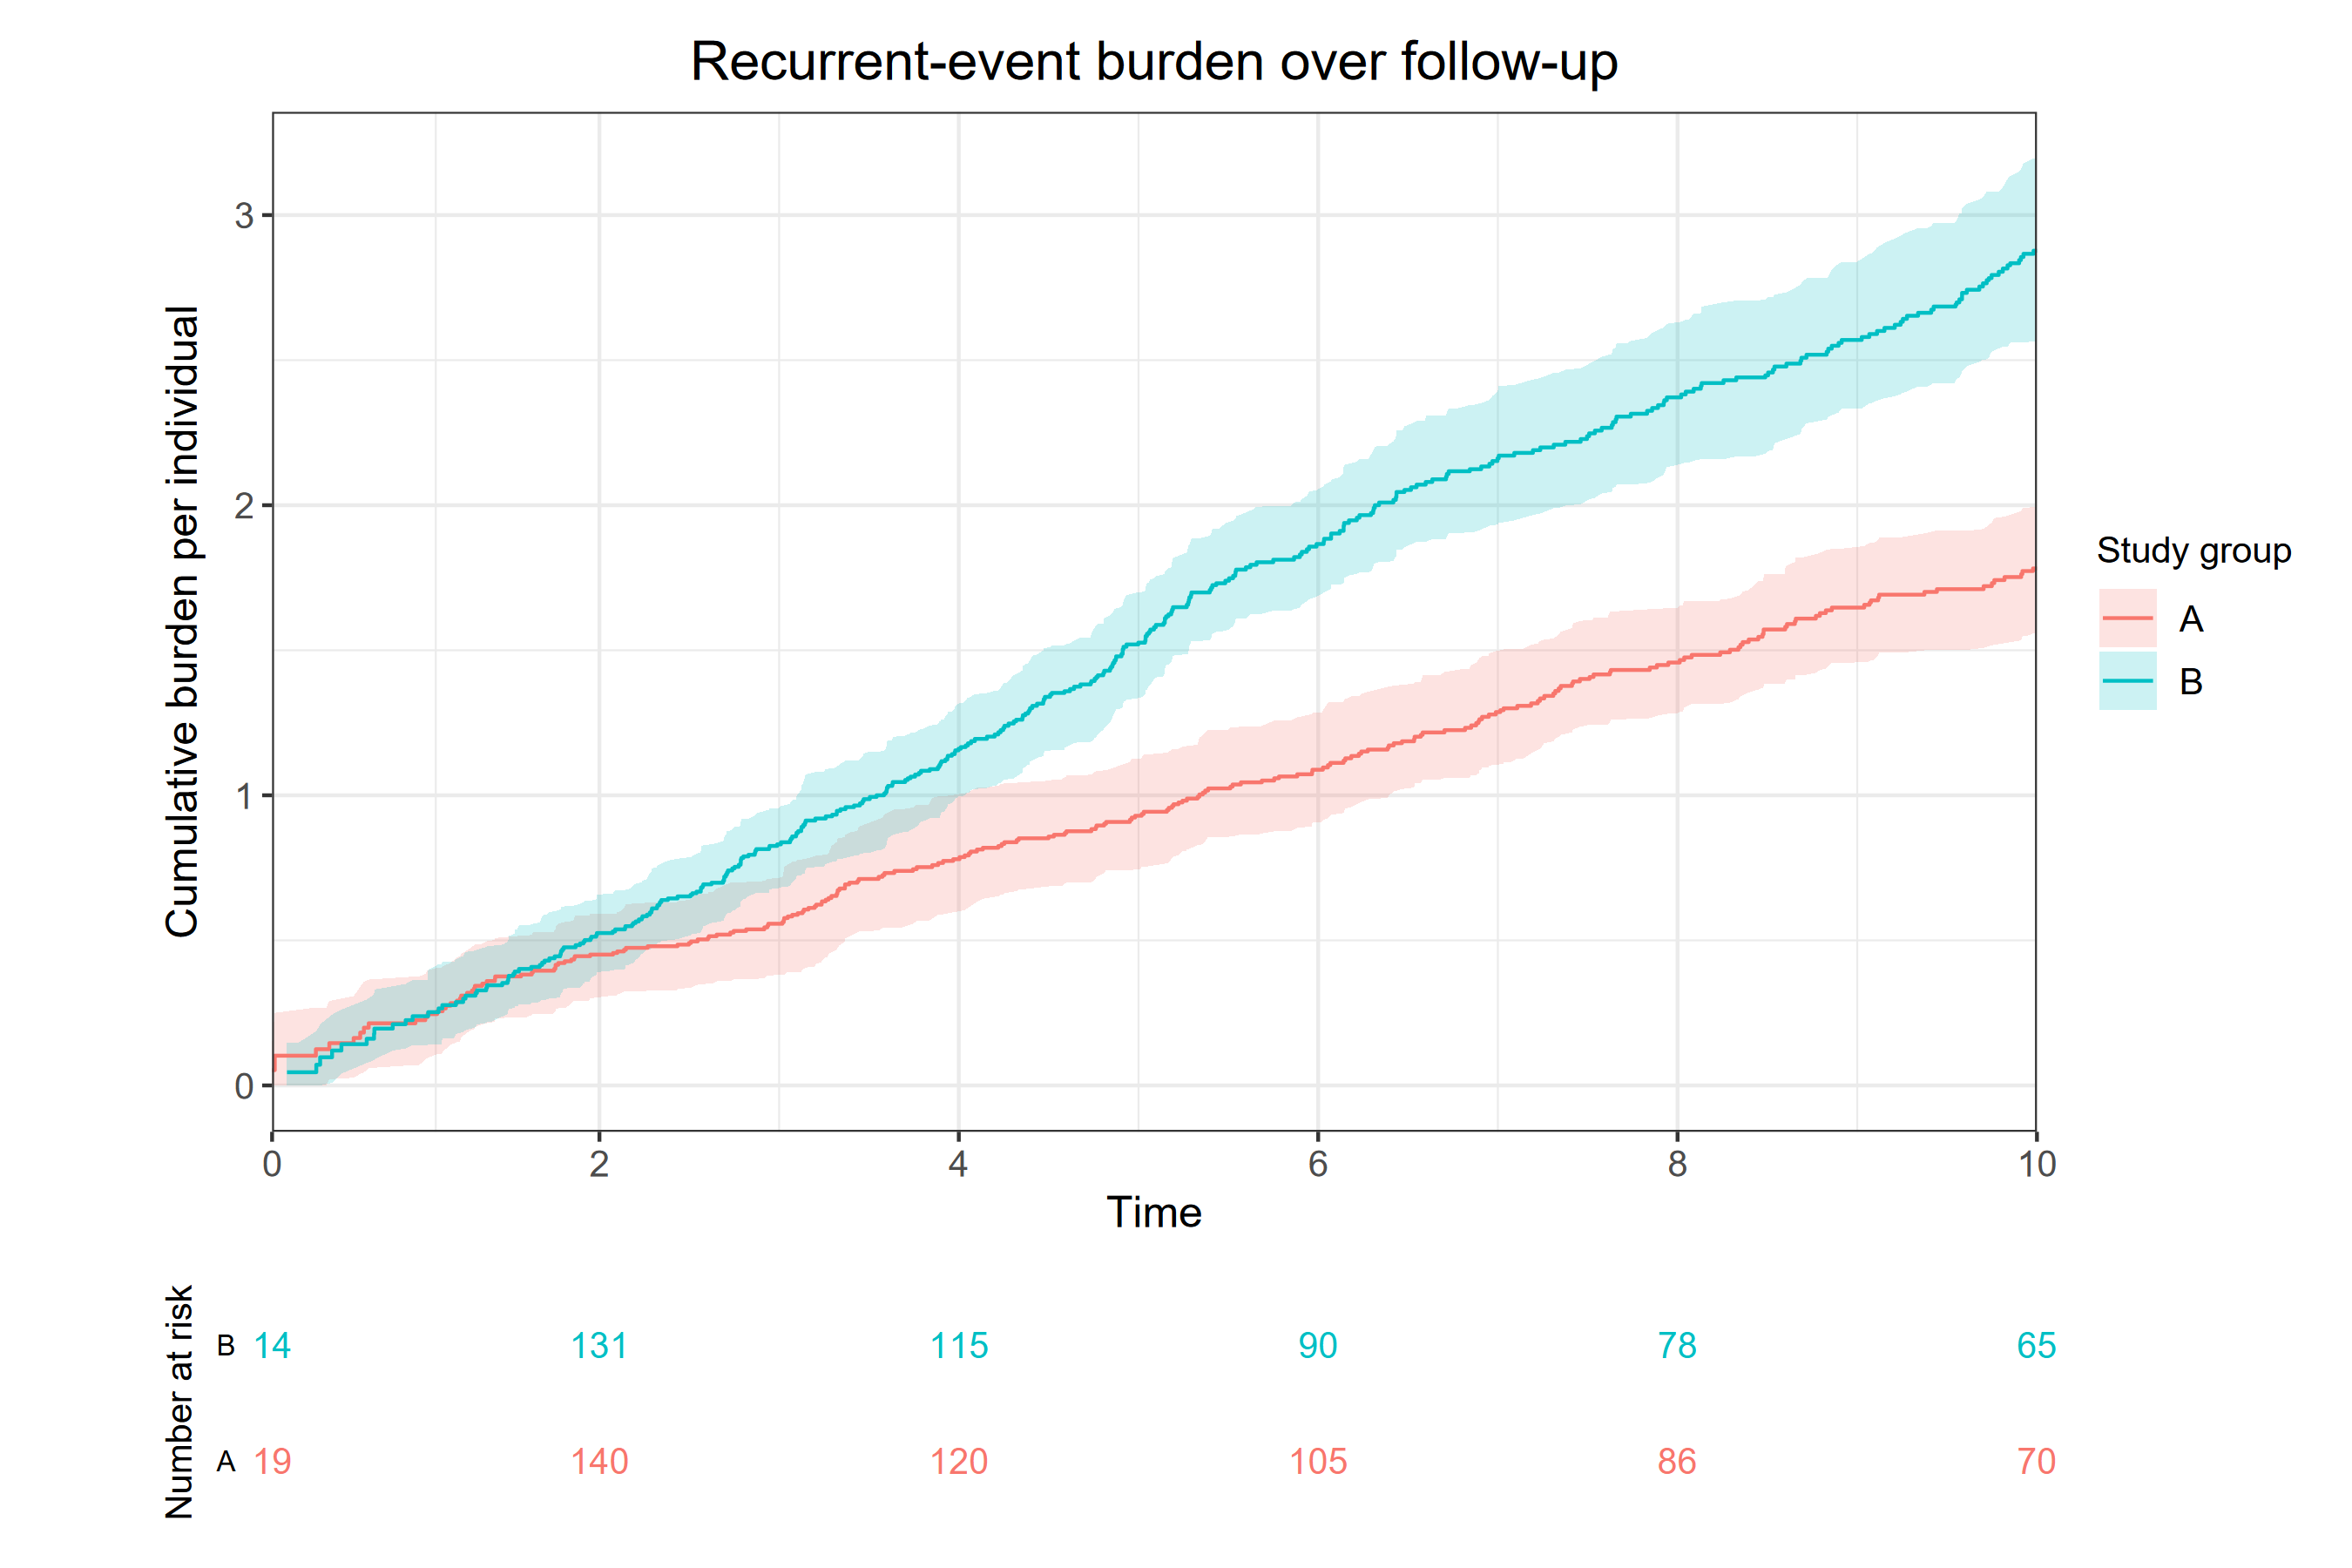 Recurrent-event burden over follow-up
Cumulative burden per individual
3
2
1
0
0 2 4 6 8 10
Time
Study group
A
B
Number at risk
B 14 131 115 90 78 65
A 19 140 120 105 86 70